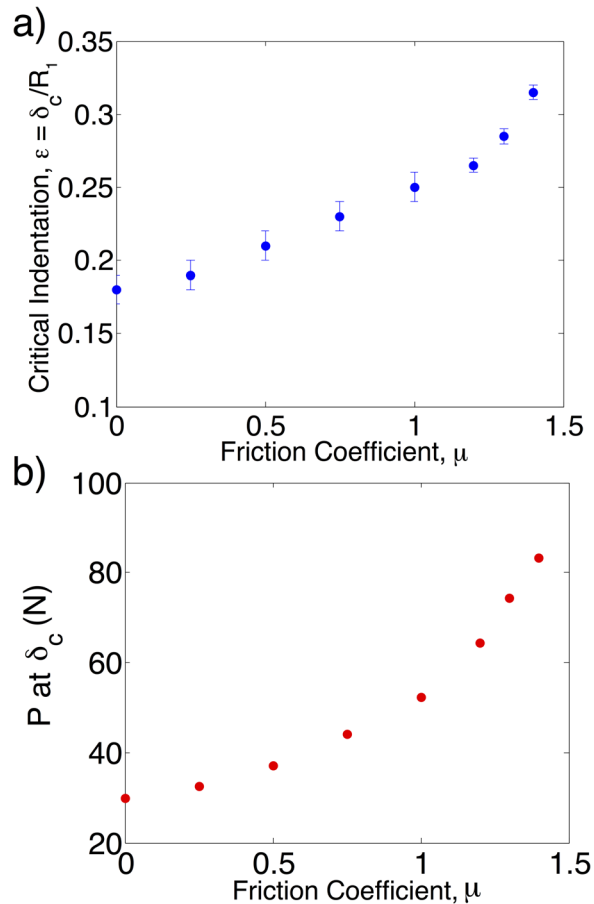 a)
0.35
0.3
0.25
0.2
0.15
0.1
Critical Indentation, ε = δc/R1
0 0.5 1 1.5
Friction Coefficient, μ
b)
100
80
60
40
20
P at δc (N)
0 0.5 1 1.5
Friction Coefficient, μ